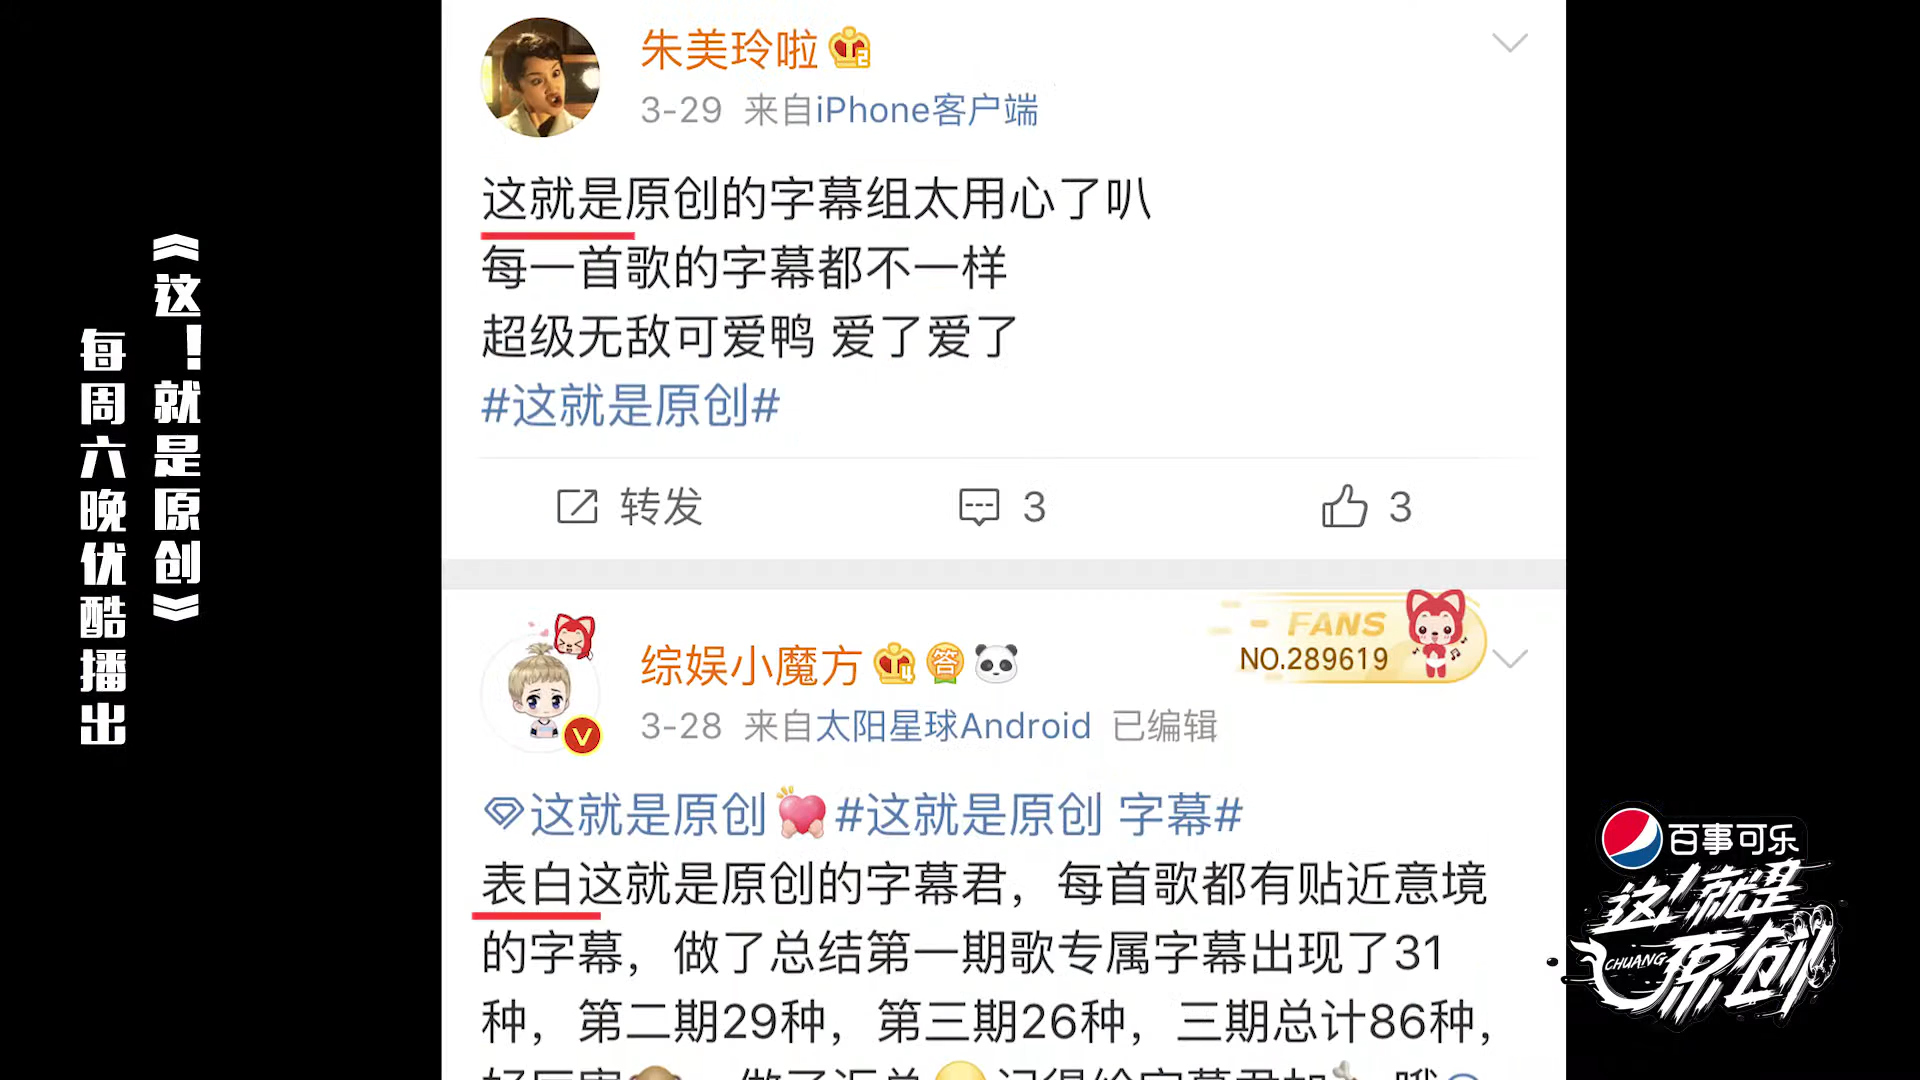 《这!就是原创》
每周六晚优酷播出
朱美玲啦
3-29 来自iPhone客户端
这就是原创的字幕组太用心了叭
每一首歌的字幕都不一样
超级无敌可爱鸭 爱了爱了
#这就是原创#
转发 3 3
FANS
NO.289619
综娱小魔方
答
3-28 来自太阳星球Android 已编辑
这就是原创 #这就是原创 字幕#
表白这就是原创的字幕君，每首歌都有贴近意境
的字幕，做了总结第一期歌专属字幕出现了31
种，第二期29种，第三期26种，三期总计86种，
百事可乐
这!就是
原创
CHUANG